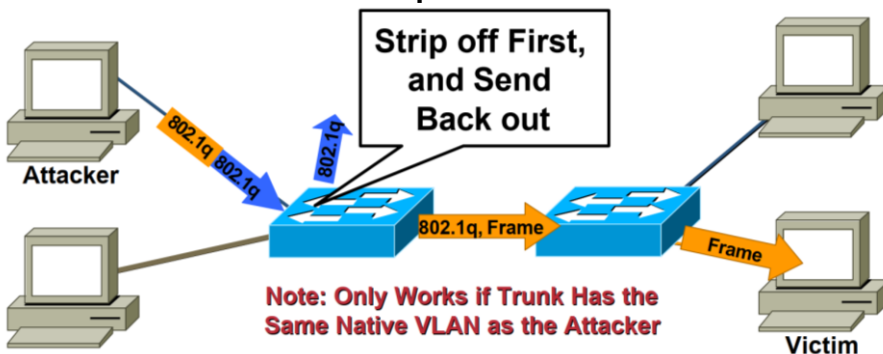 Strip off First,
and Send
Back out
802.1q
802.1q
802.1q
Attacker
802.1q, Frame
Frame
Note: Only Works if Trunk Has the
Same Native VLAN as the Attacker
Victim